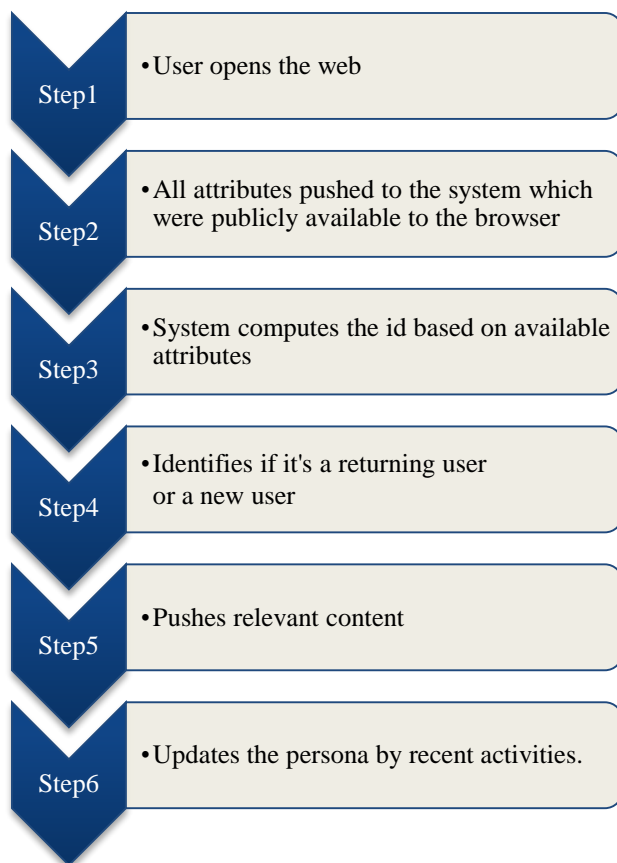 Step1
•User opens the web
Step2
•All attributes pushed to the system which
were publicly available to the browser
Step3
•System computes the id based on available
attributes
Step4
•Identifies if it's a returning user
or a new user
Step5
•Pushes relevant content
Step6
•Updates the persona by recent activities.